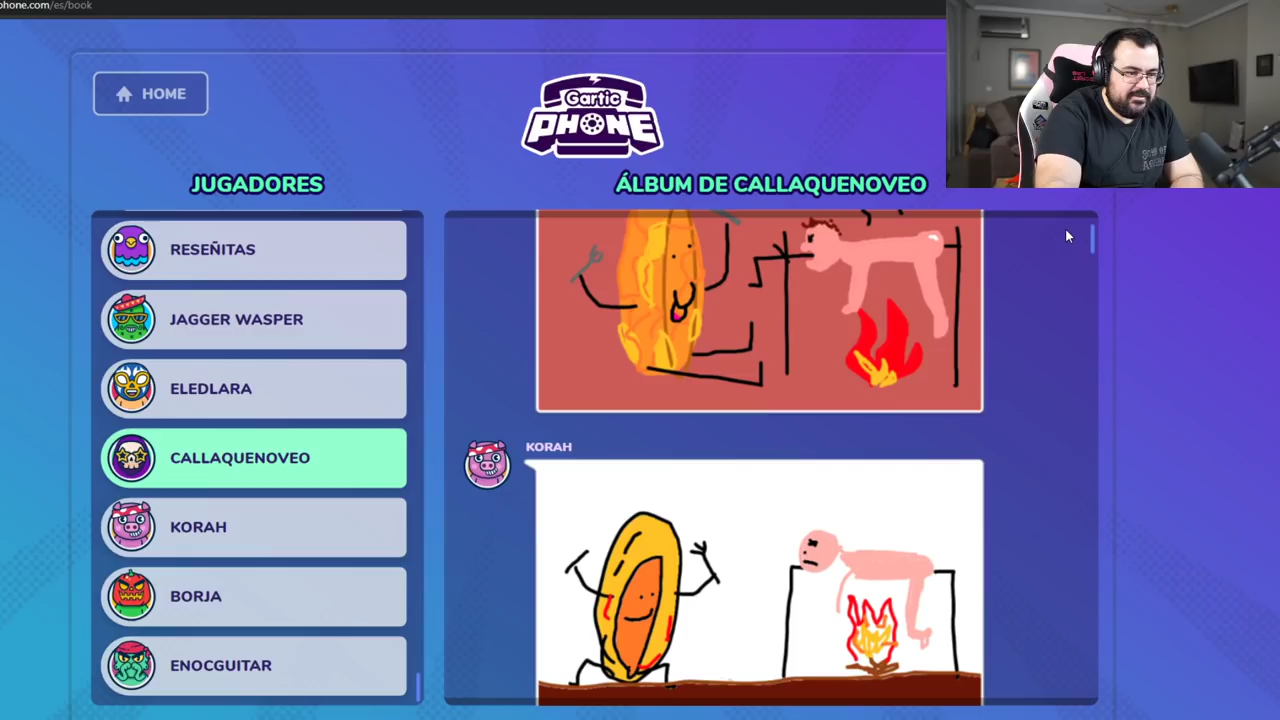 phone.com/es/book
HOME
Gartic
PHONE
JUGADORES
ÁLBUM DE CALLAQUENOVEO
RESEÑITAS
JAGGER WASPER
ELEDLARA
CALLAQUENOVEO
KORAH
BORJA
ENOCGUITAR
KORAH